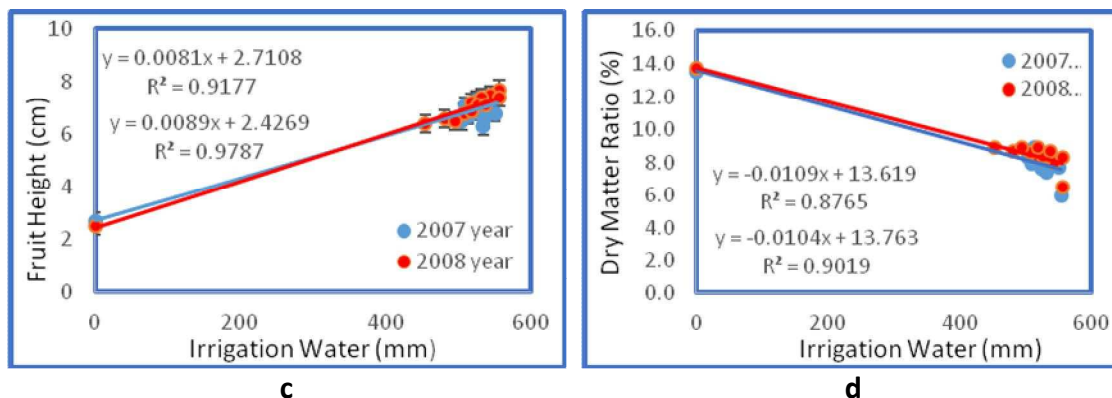 10
8
6
4
2
0
Fruit Height (cm)
y = 0.0081x + 2.7108
R² = 0.9177
y = 0.0089x + 2.4269
R² = 0.9787
2007 year
2008 year
0
200
400
600
Irrigation Water (mm)
c
16.0
14.0
12.0
10.0
8.0
6.0
4.0
2.0
0.0
Dry Matter Ratio (%)
2007...
2008...
y = -0.0109x + 13.619
R² = 0.8765
y = -0.0104x + 13.763
R² = 0.9019
0
200
400
600
Irrigation Water (mm)
d